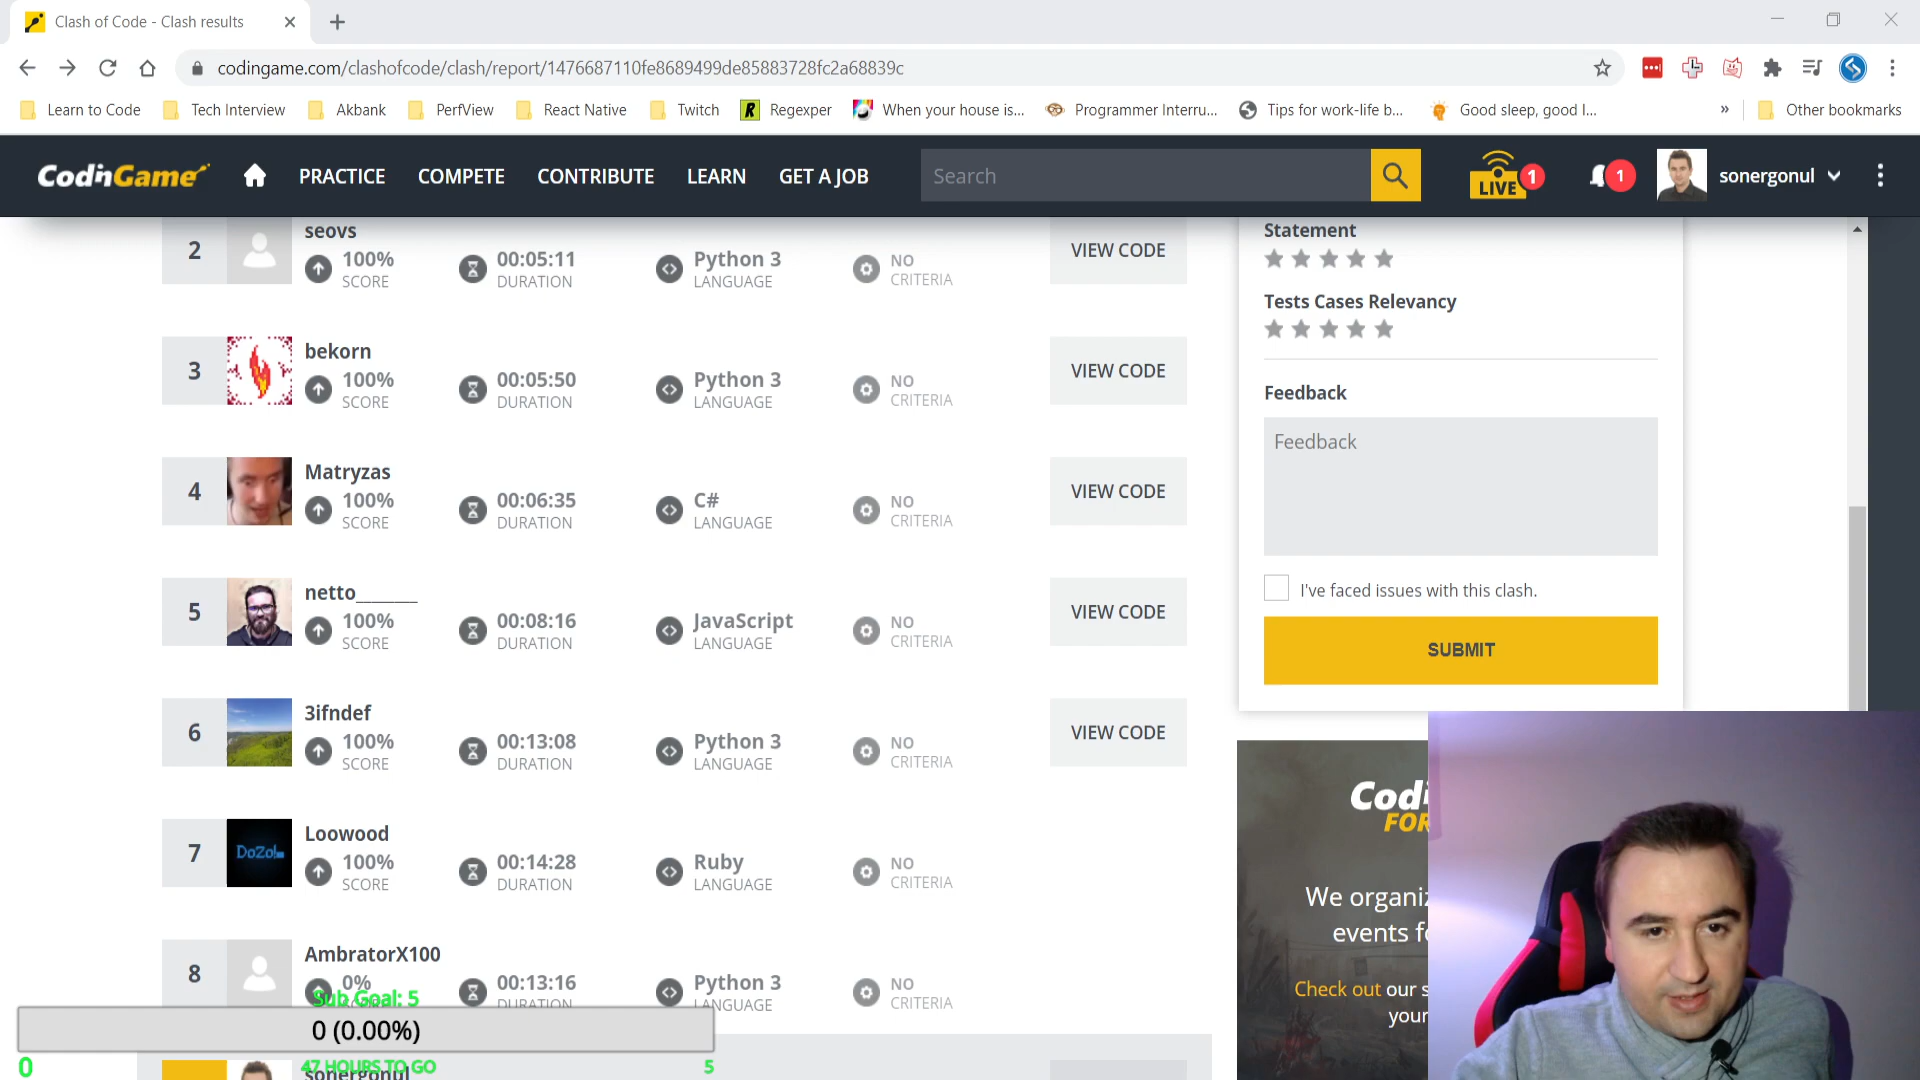 Clash of Code - Clash results
codingame.com/clashofcode/clash/report/1476687110fe8689499de85883728fc2a68839c
Learn to Code Tech Interview Akbank PerfView React Native Twitch R Regexper When your house is... Programmer Interru... Tips for work-life b... Good sleep, good l... » Other bookmarks
CodinGame PRACTICE COMPETE CONTRIBUTE LEARN GET A JOB Search LIVE 1 1 sonergonul
2 seovs
100% 00:05:11 Python 3 NO
SCORE DURATION LANGUAGE CRITERIA
VIEW CODE
3 bekorn
100% 00:05:50 Python 3 NO
SCORE DURATION LANGUAGE CRITERIA
VIEW CODE
4 Matryzas
100% 00:06:35 C# NO
SCORE DURATION LANGUAGE CRITERIA
VIEW CODE
5 netto_______
100% 00:08:16 JavaScript NO
SCORE DURATION LANGUAGE CRITERIA
VIEW CODE
6 3ifndef
100% 00:13:08 Python 3 NO
SCORE DURATION LANGUAGE CRITERIA
VIEW CODE
7 DoZo Loowood
100% 00:14:28 Ruby NO
SCORE DURATION LANGUAGE CRITERIA
8 AmbratorX100
0% 00:13:16 Python 3 NO
DURATION LANGUAGE CRITERIA
sonergonul
Sub Goal: 5
0 (0.00%)
0 47 HOURS TO GO 5
Statement
Tests Cases Relevancy
Feedback
Feedback
I've faced issues with this clash.
SUBMIT
Codi
FOR
We organiz
events fo
Check out our s
your